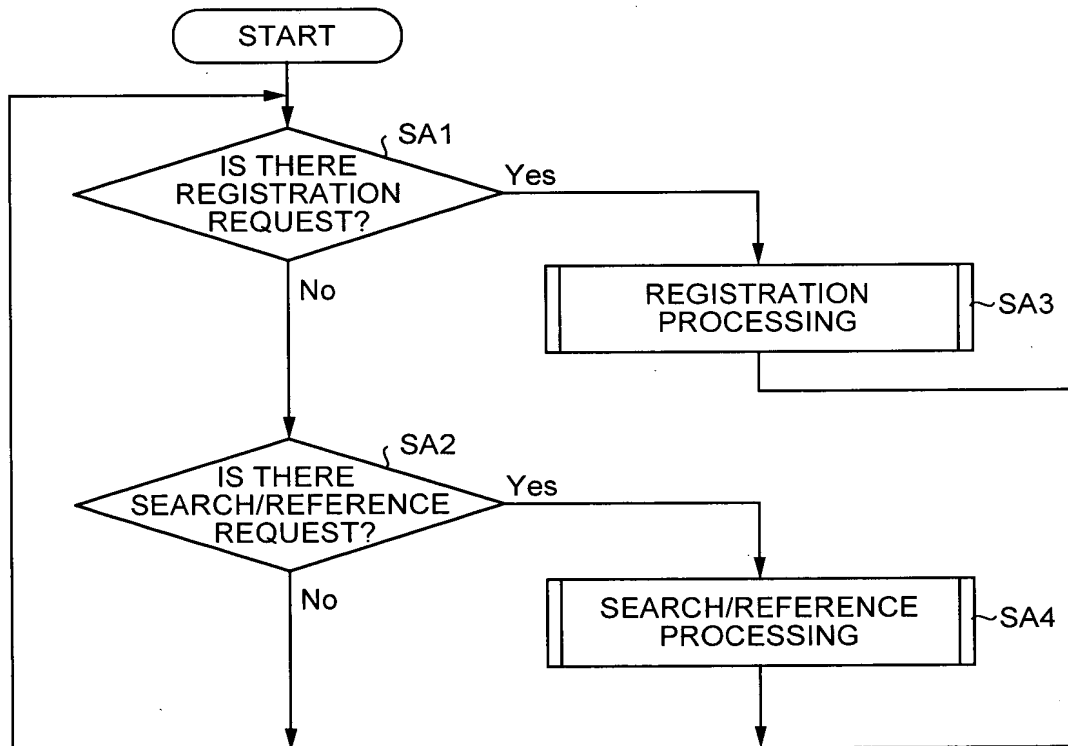 START
SA1
IS THERE
REGISTRATION
REQUEST?
Yes
No
REGISTRATION
PROCESSING
SA3
SA2
IS THERE
SEARCH/REFERENCE
REQUEST?
Yes
No
SEARCH/REFERENCE
PROCESSING
SA4